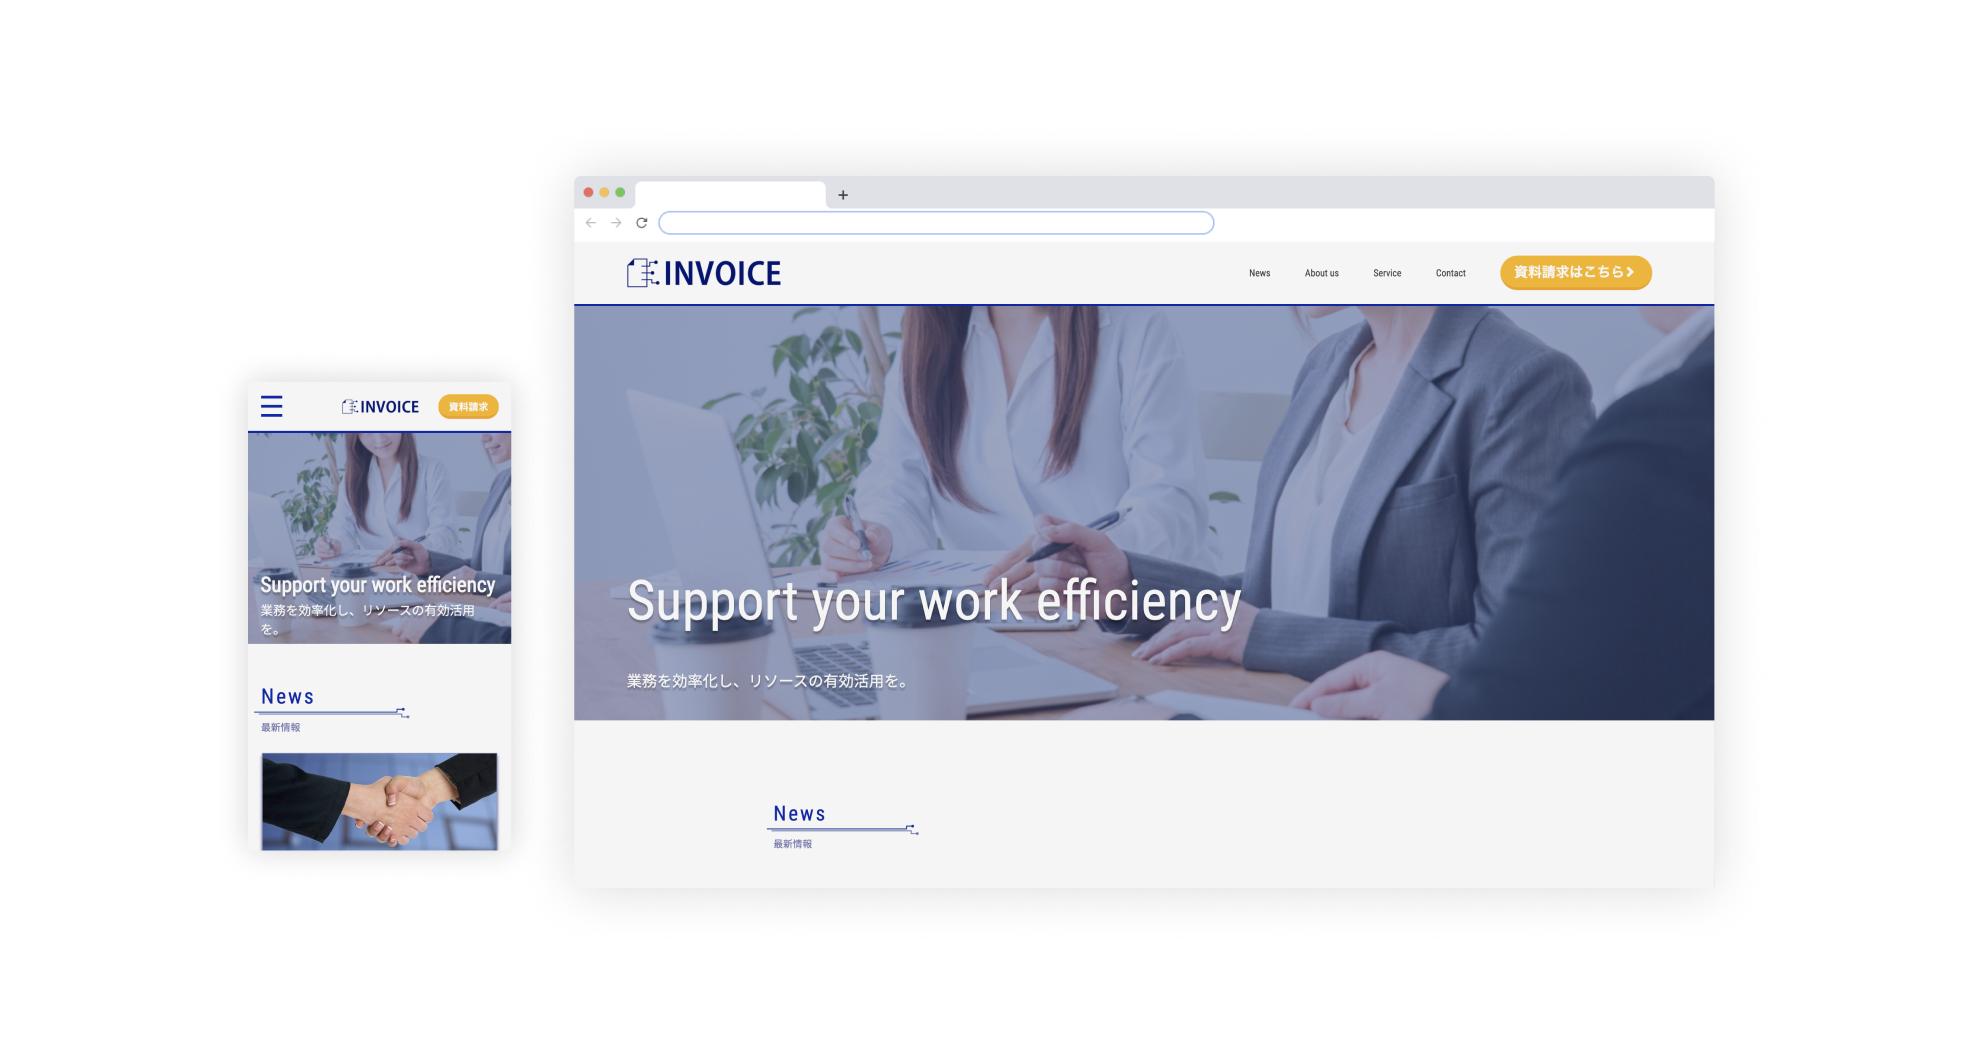 INVOICE
資料請求
Support your work efficiency
業務を効率化し、リソースの有効活用
を。
News
最新情報
INVOICE
News
About us
Service
Contact
資料請求はこちら
Support your work efficiency
業務を効率化し、リソースの有効活用を。
News
最新情報